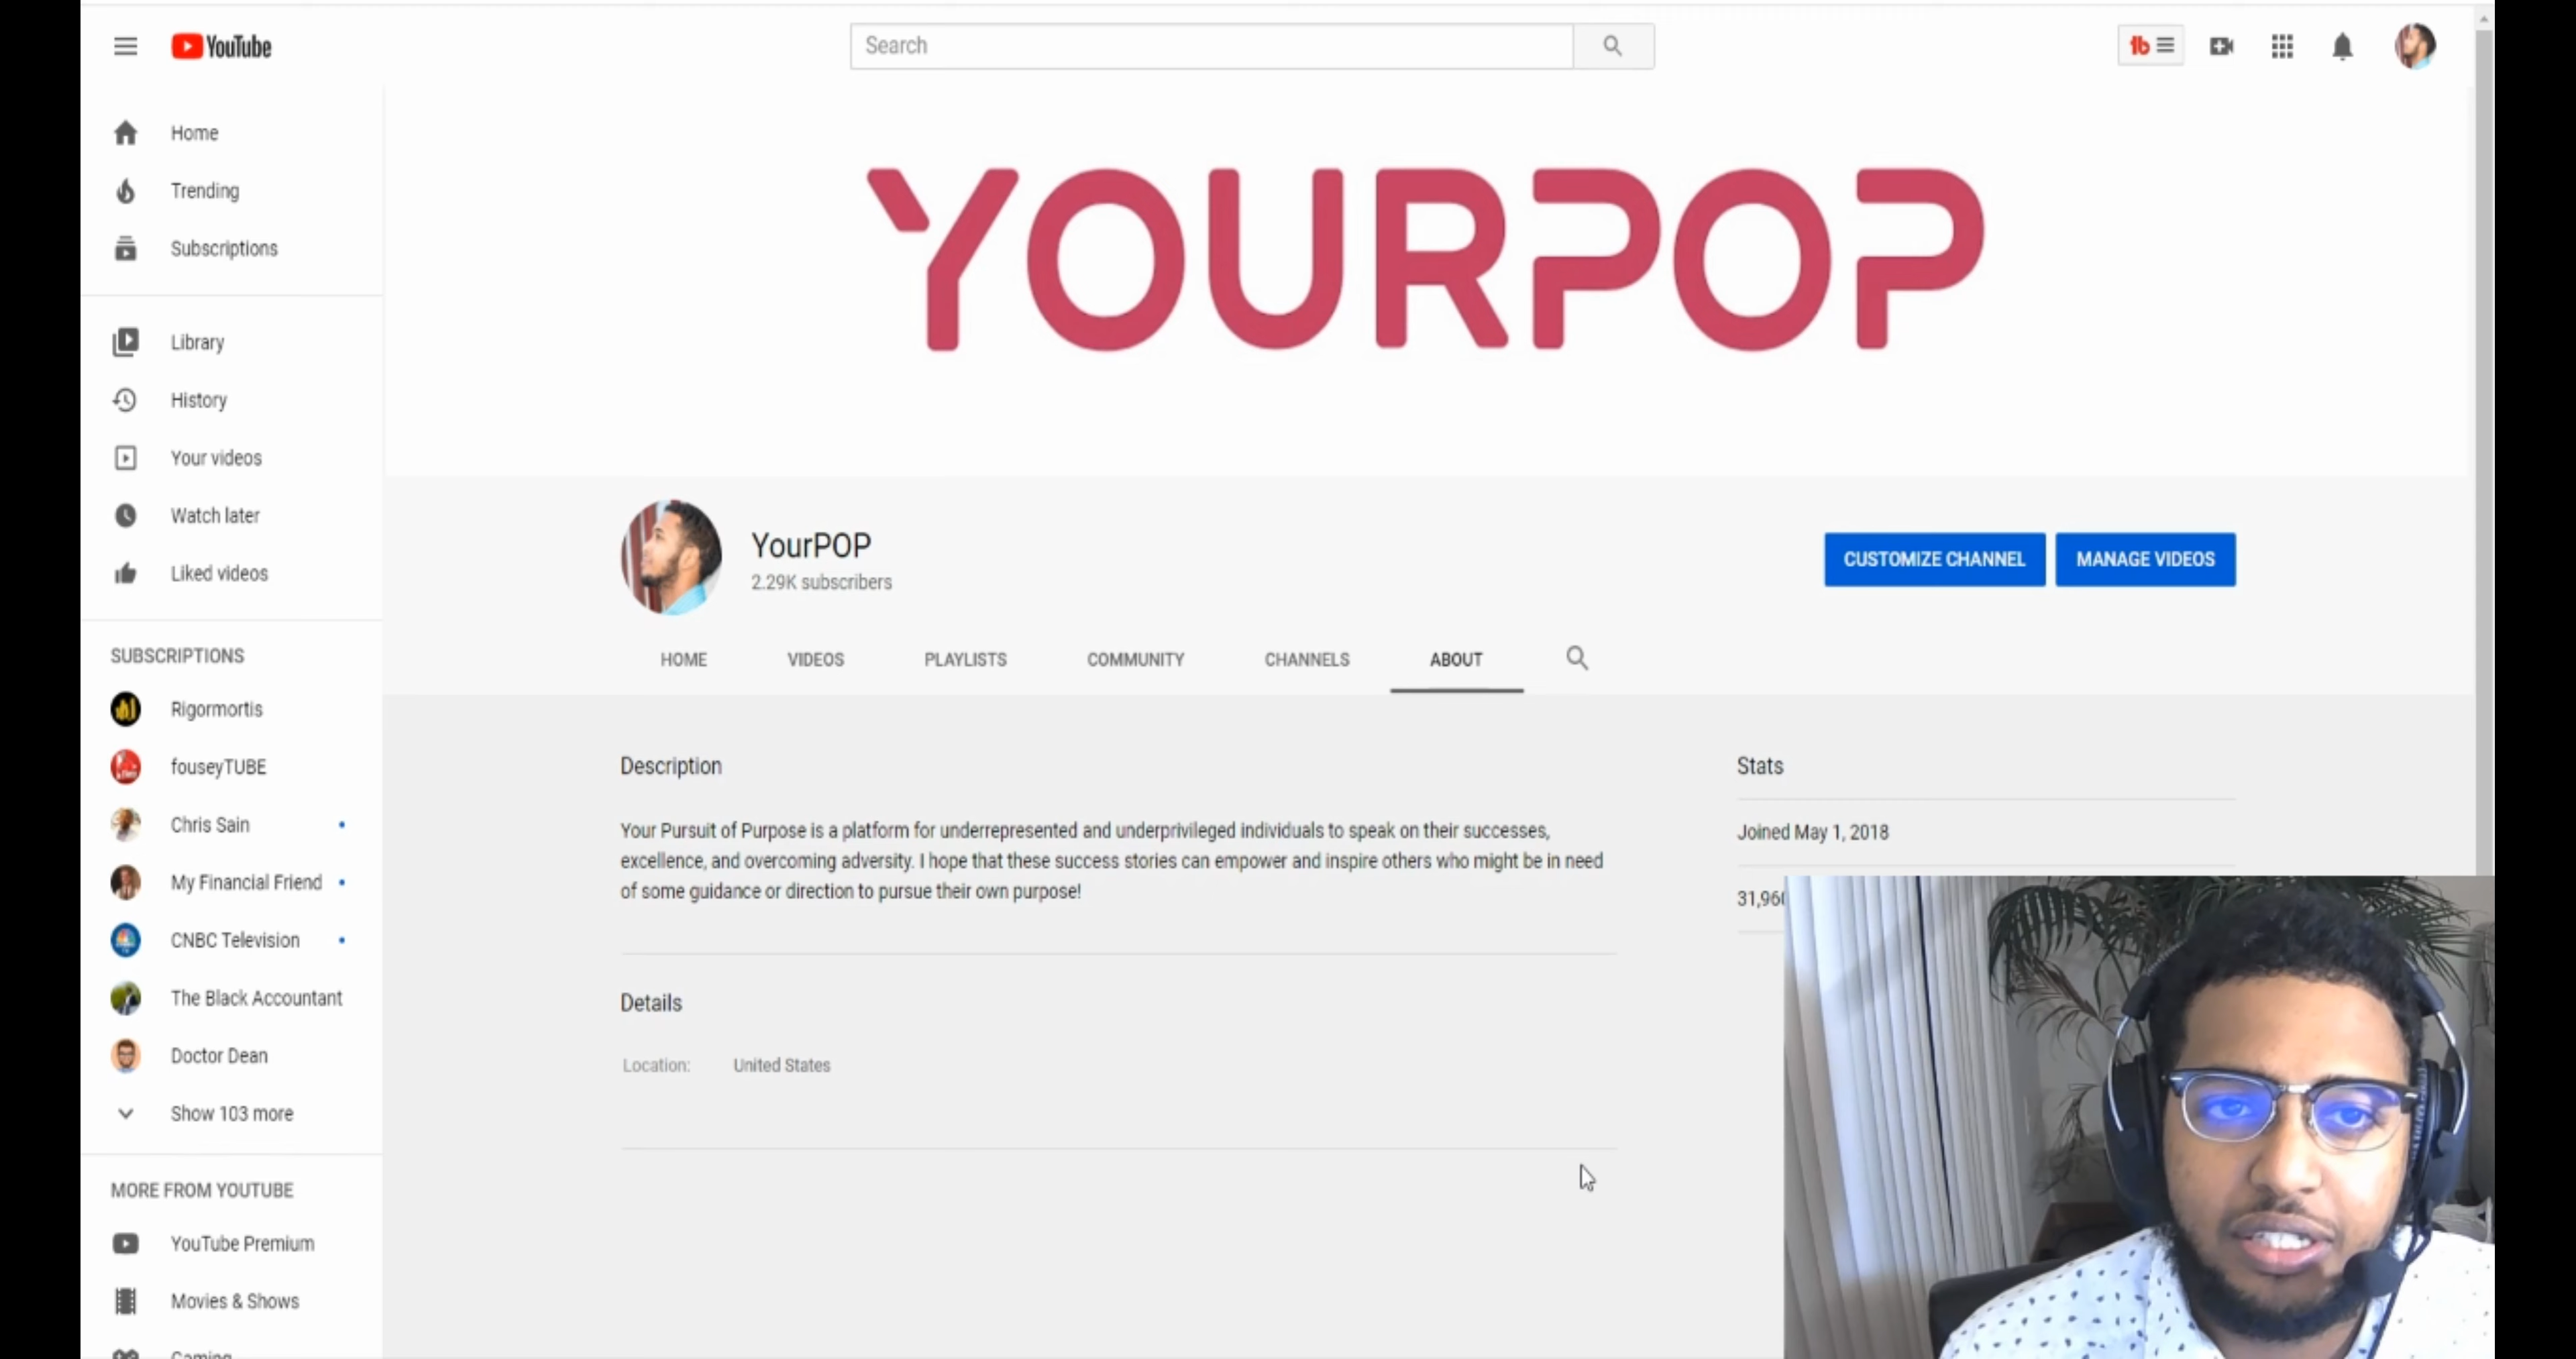 YouTube
Search
tb
Home
Trending
Subscriptions
Library
History
Your videos
Watch later
Liked videos
SUBSCRIPTIONS
Rigormortis
fouseyTUBE
Chris Sain
My Financial Friend
CNBC Television
The Black Accountant
Doctor Dean
Show 103 more
MORE FROM YOUTUBE
YouTube Premium
Movies & Shows
Gaming
YOURPOP
YourPOP
2.29K subscribers
CUSTOMIZE CHANNEL MANAGE VIDEOS
HOME VIDEOS PLAYLISTS COMMUNITY CHANNELS ABOUT
Description
Your Pursuit of Purpose is a platform for underrepresented and underprivileged individuals to speak on their successes,
excellence, and overcoming adversity. I hope that these success stories can empower and inspire others who might be in need
of some guidance or direction to pursue their own purpose!
Details
Location: United States
Stats
Joined May 1, 2018